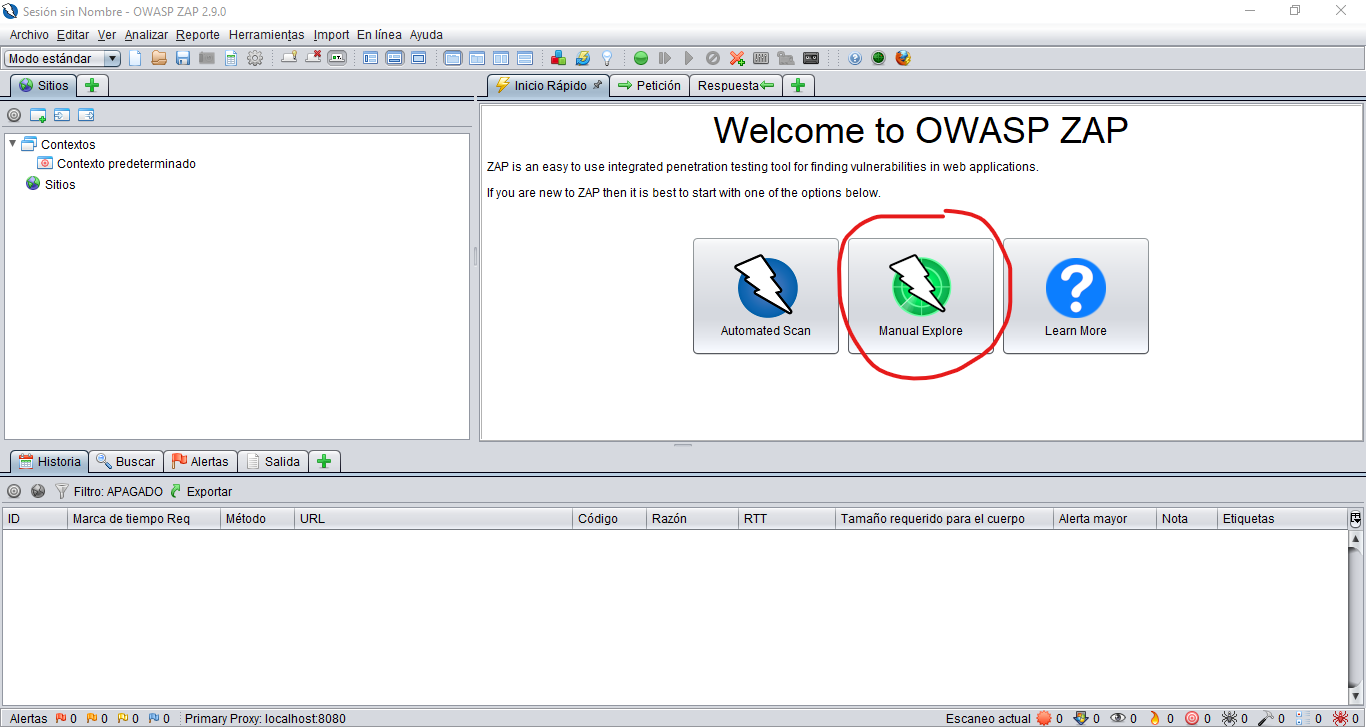 Sesión sin Nombre - OWASP ZAP 2.9.0
Archivo Editar Ver Analizar Reporte Herramientas Import En línea Ayuda
Modo estándar
Sitios
Contextos
Contexto predeterminado
Sitios
Inicio Rápido Petición Respuesta
Welcome to OWASP ZAP
ZAP is an easy to use integrated penetration testing tool for finding vulnerabilities in web applications.
If you are new to ZAP then it is best to start with one of the options below.
Automated Scan Manual Explore Learn More
Historia Buscar Alertas Salida
Filtro: APAGADO Exportar
ID Marca de tiempo Req Método URL Código Razón RTT Tamaño requerido para el cuerpo Alerta mayor Nota Etiquetas
Alertas 0 0 0 0 Primary Proxy: localhost:8080 Escaneo actual 0 0 0 0 0 0 0 0 0